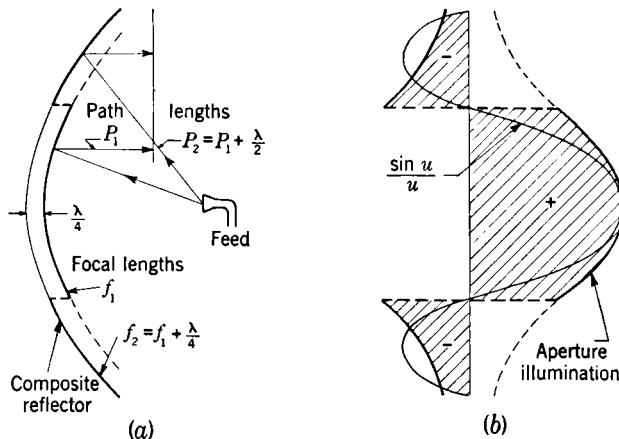 Path lengths
P₁
P₂ = P₁ + λ/2
λ/4
Feed
Focal lengths
f₁
f₂ = f₁ + λ/4
Composite
reflector
(a)
−
sin u / u
+
−
Aperture
illumination
(b)